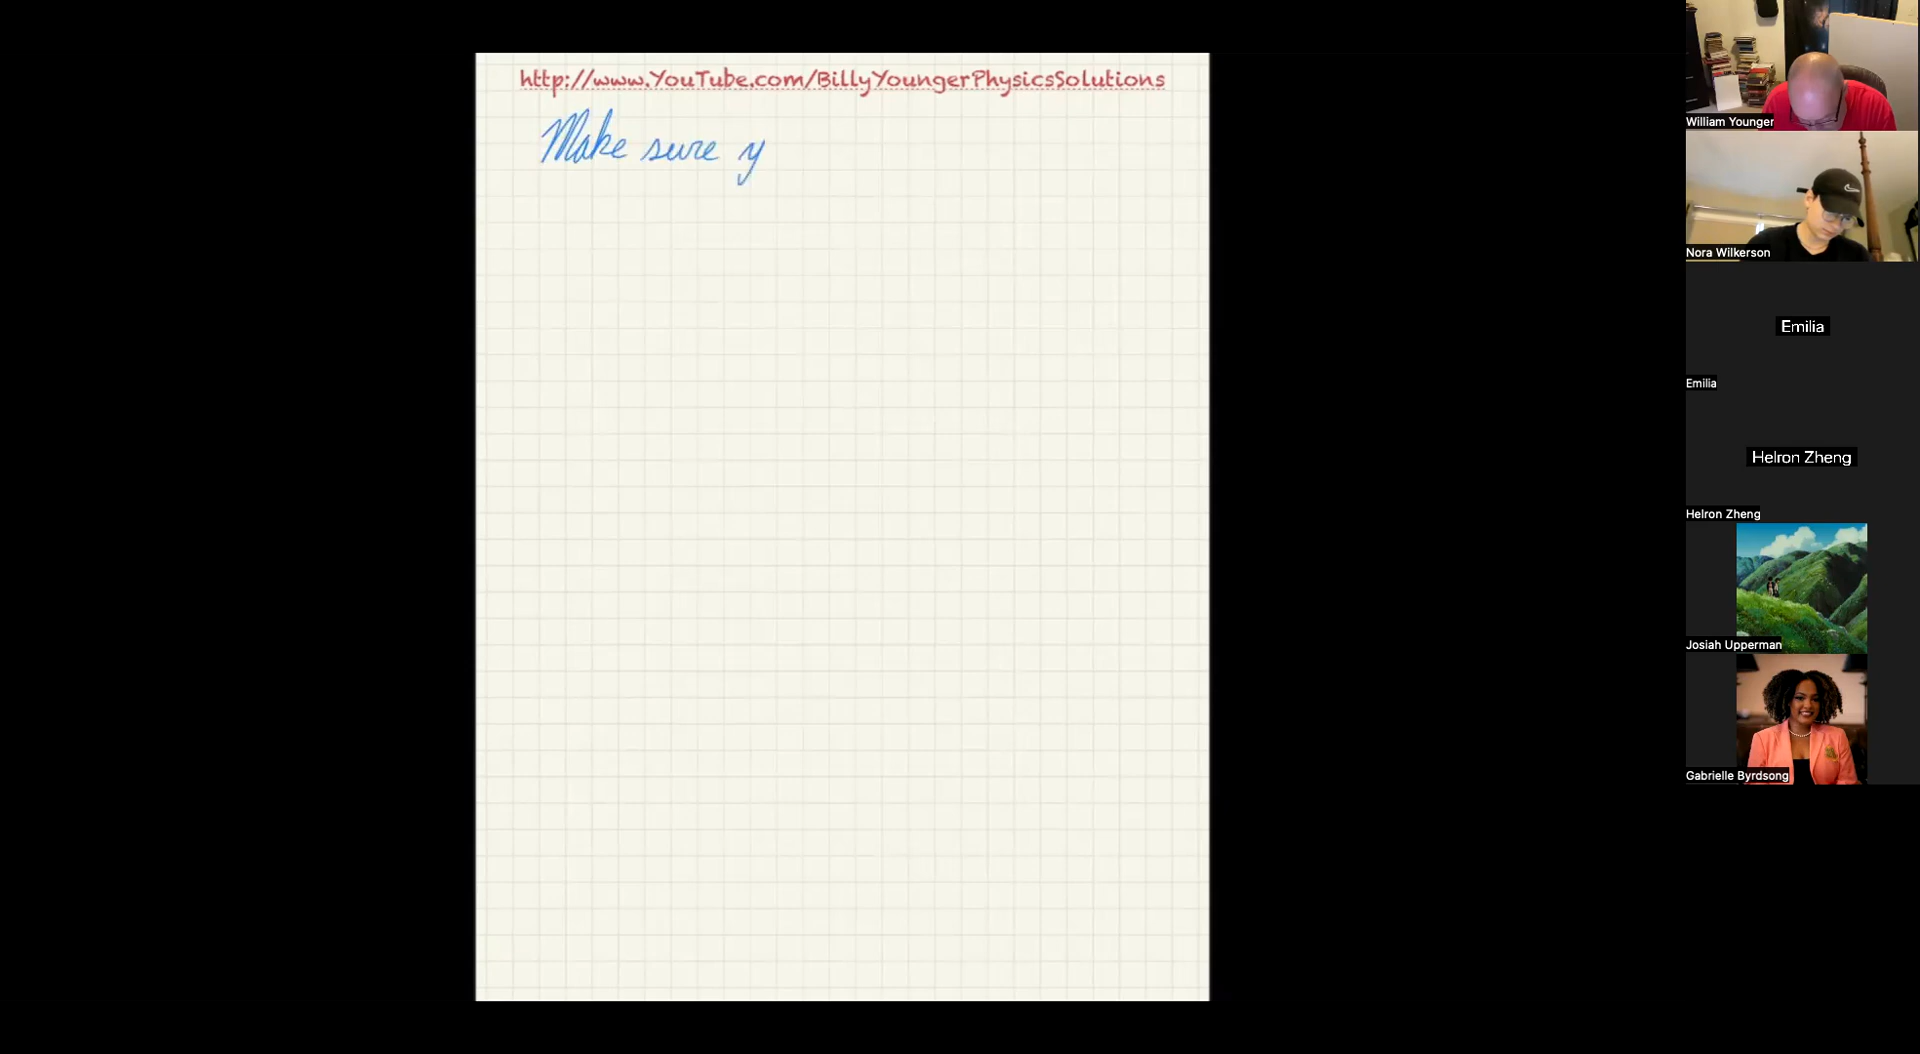 http://www.YouTube.com/BillyYoungerPhysicsSolutions
Make sure y
William Younger
Nora Wilkerson
Emilia
Emilia
Helron Zheng
Helron Zheng
Josiah Upperman
Gabrielle Byrdsong